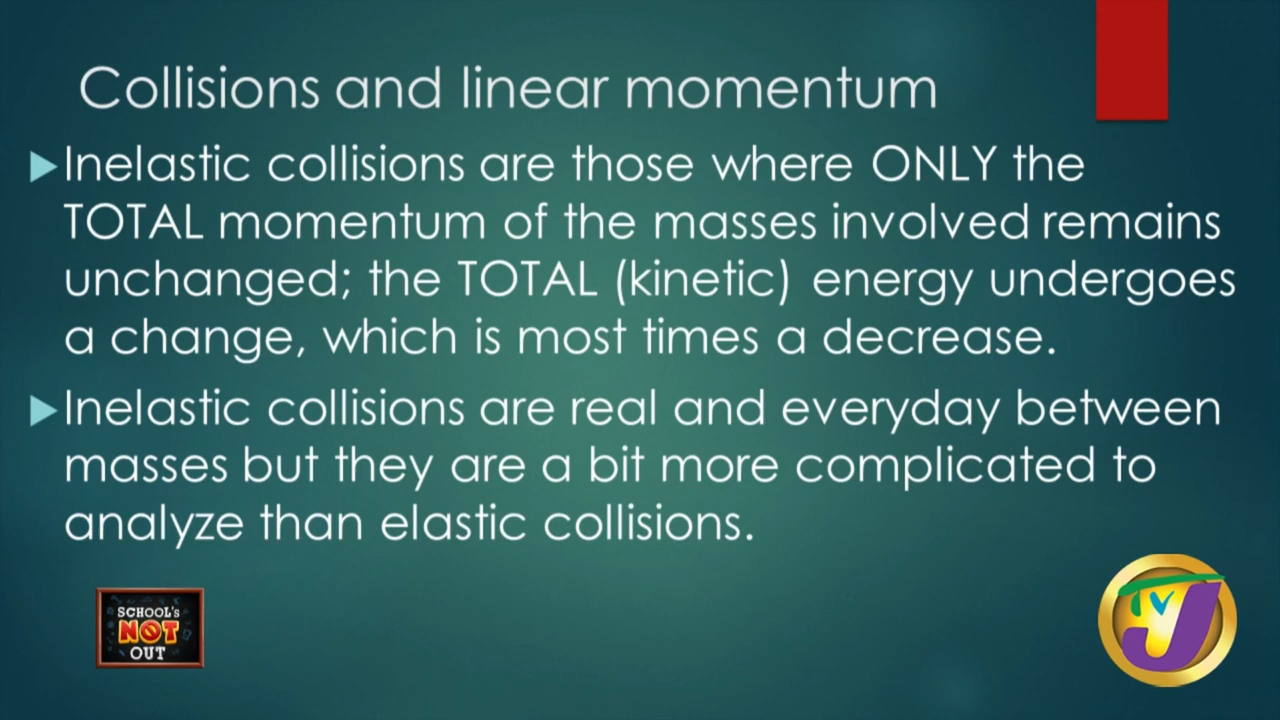 Collisions and linear momentum
Inelastic collisions are those where ONLY the
TOTAL momentum of the masses involved remains
unchanged; the TOTAL (kinetic) energy undergoes
a change, which is most times a decrease.
Inelastic collisions are real and everyday between
masses but they are a bit more complicated to
analyze than elastic collisions.
SCHOOL's
NOT
OUT
TVJ